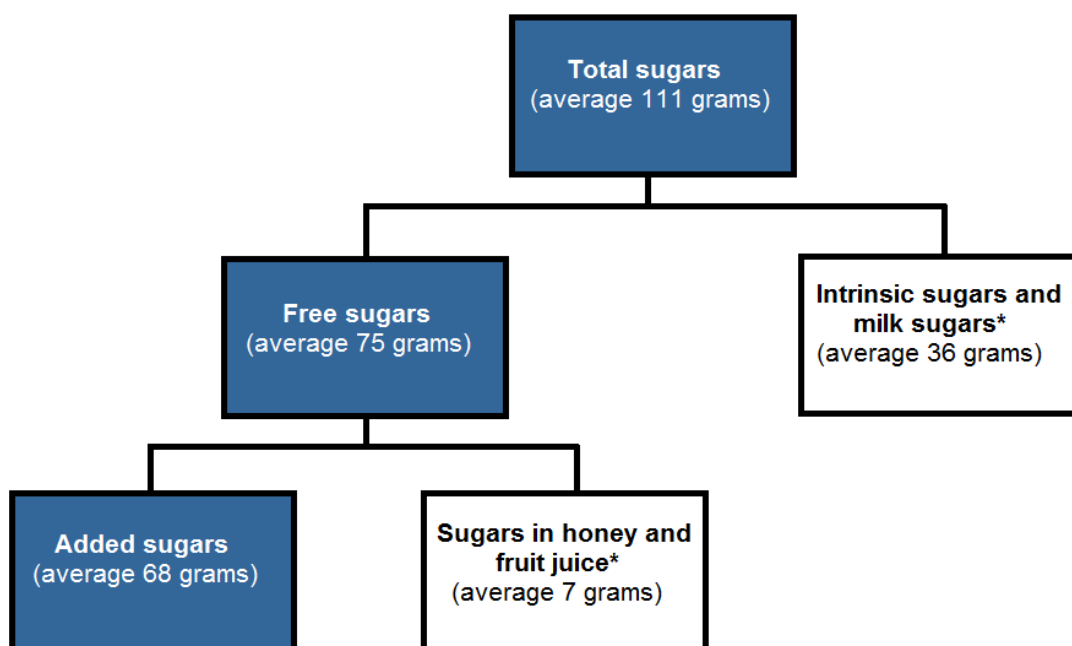 Total sugars
(average 111 grams)
Free sugars
(average 75 grams)
Intrinsic sugars and
milk sugars*
(average 36 grams)
Added sugars
(average 68 grams)
Sugars in honey and
fruit juice*
(average 7 grams)